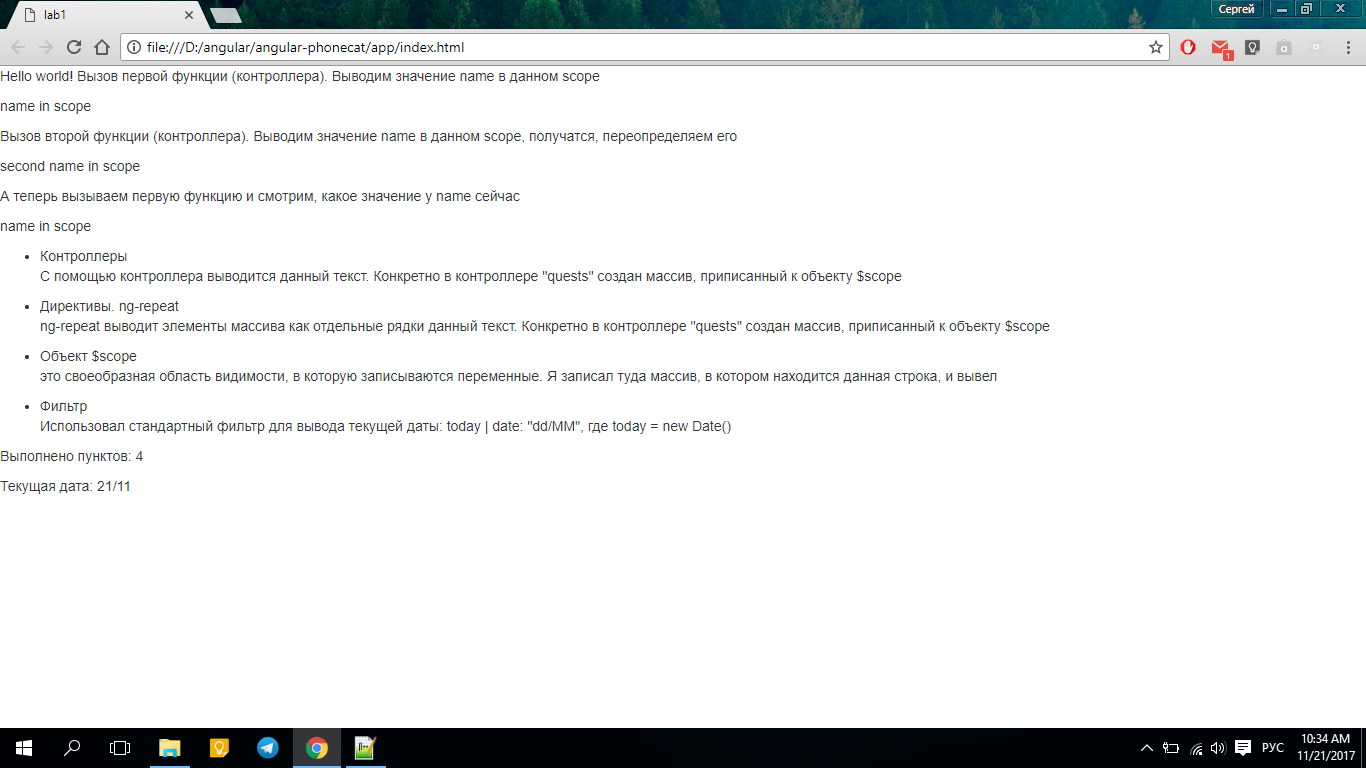 lab1
Сергей
file:///D:/angular/angular-phonecat/app/index.html
1
Hello world! Вызов первой функции (контроллера). Выводим значение name в данном scope
name in scope
Вызов второй функции (контроллера). Выводим значение name в данном scope, получатся, переопределяем его
second name in scope
А теперь вызываем первую функцию и смотрим, какое значение у name сейчас
name in scope
Контроллеры
С помощью контроллера выводится данный текст. Конкретно в контроллере "quests" создан массив, приписанный к объекту $scope
Директивы. ng-repeat
ng-repeat выводит элементы массива как отдельные рядки данный текст. Конкретно в контроллере "quests" создан массив, приписанный к объекту $scope
Объект $scope
это своеобразная область видимости, в которую записываются переменные. Я записал туда массив, в котором находится данная строка, и вывел
Фильтр
Использовал стандартный фильтр для вывода текущей даты: today | date: "dd/MM", где today = new Date()
Выполнено пунктов: 4
Текущая дата: 21/11
РУС
10:34 AM
11/21/2017